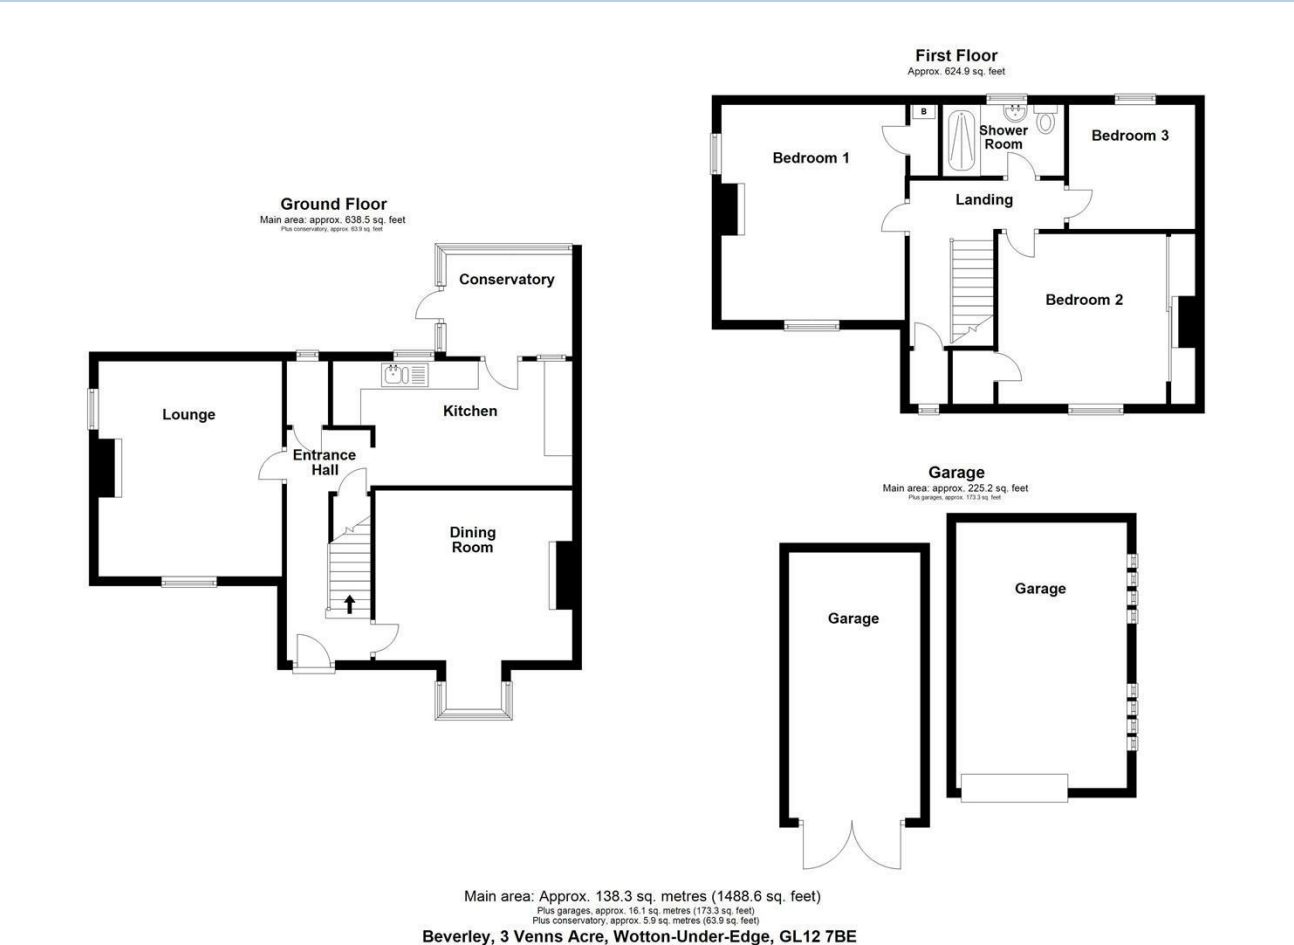 First Floor
Approx. 624.9 sq. feet
B
Shower
Room
Bedroom 3
Bedroom 1
Landing
Bedroom 2
Ground Floor
Main area: approx. 638.5 sq. feet
Plus conservatory, approx. 63.9 sq. feet
Conservatory
Lounge
Kitchen
Entrance
Hall
Dining
Room
Garage
Main area: approx. 225.2 sq. feet
Plus garages, approx. 173.3 sq. feet
Garage
Garage
Main area: Approx. 138.3 sq. metres (1488.6 sq. feet)
Plus garages, approx. 16.1 sq. metres (173.3 sq. feet)
Plus conservatory, approx. 5.9 sq. metres (63.9 sq. feet)
Beverley, 3 Venns Acre, Wotton-Under-Edge, GL12 7BE